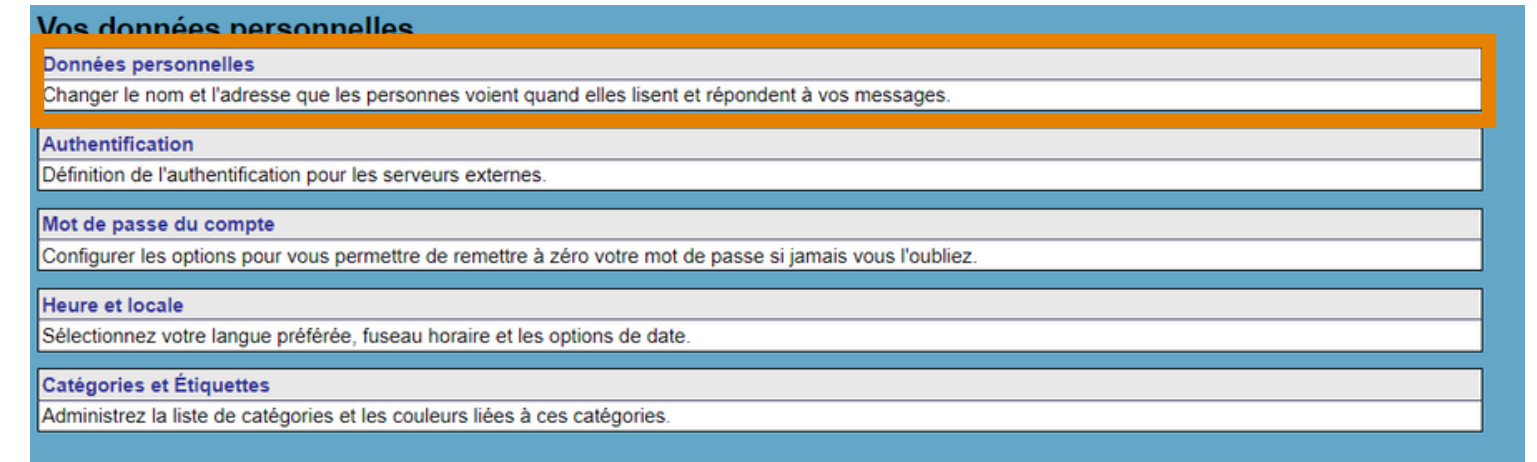 Vos données personnelles
Données personnelles
Changer le nom et l'adresse que les personnes voient quand elles lisent et répondent à vos messages.
Authentification
Définition de l'authentification pour les serveurs externes.
Mot de passe du compte
Configurer les options pour vous permettre de remettre à zéro votre mot de passe si jamais vous l'oubliez.
Heure et locale
Sélectionnez votre langue préférée, fuseau horaire et les options de date.
Catégories et Étiquettes
Administrez la liste de catégories et les couleurs liées à ces catégories.